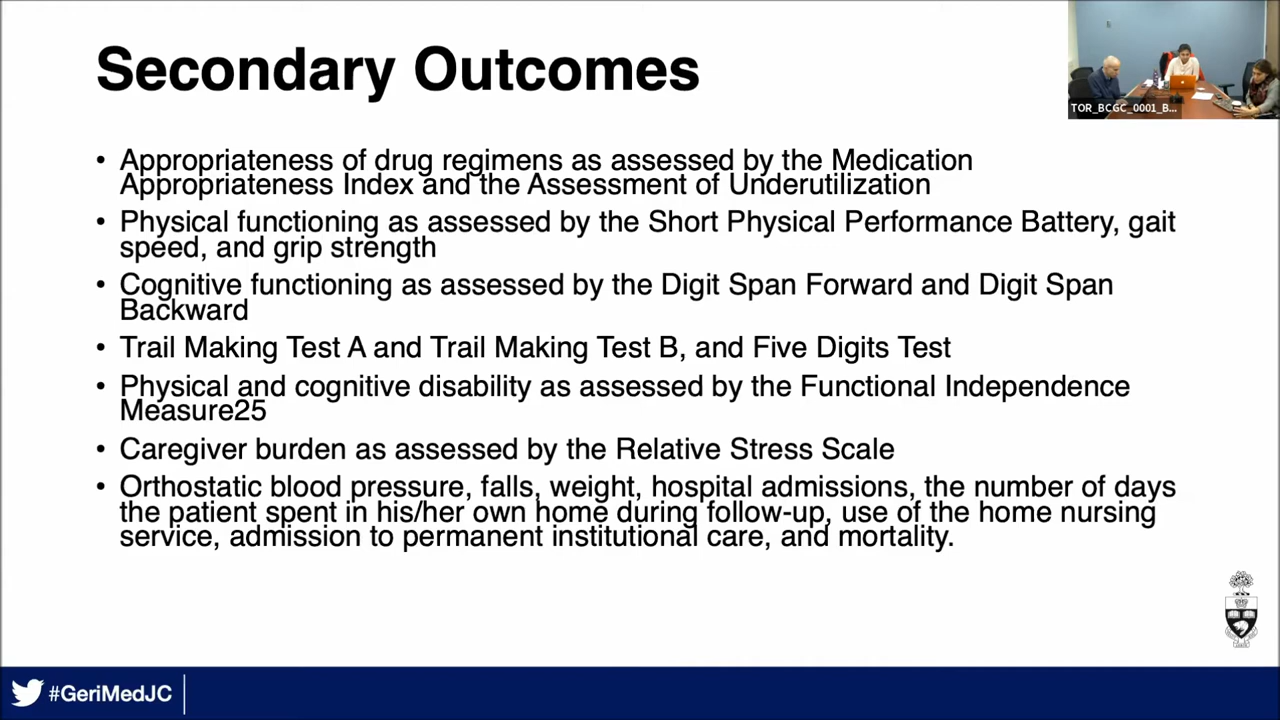 Secondary Outcomes
TOR_BCGC_0001_B...
• Appropriateness of drug regimens as assessed by the Medication
Appropriateness Index and the Assessment of Underutilization
• Physical functioning as assessed by the Short Physical Performance Battery, gait
speed, and grip strength
• Cognitive functioning as assessed by the Digit Span Forward and Digit Span
Backward
• Trail Making Test A and Trail Making Test B, and Five Digits Test
• Physical and cognitive disability as assessed by the Functional Independence
Measure25
• Caregiver burden as assessed by the Relative Stress Scale
• Orthostatic blood pressure, falls, weight, hospital admissions, the number of days
the patient spent in his/her own home during follow-up, use of the home nursing
service, admission to permanent institutional care, and mortality.
#GeriMedJC